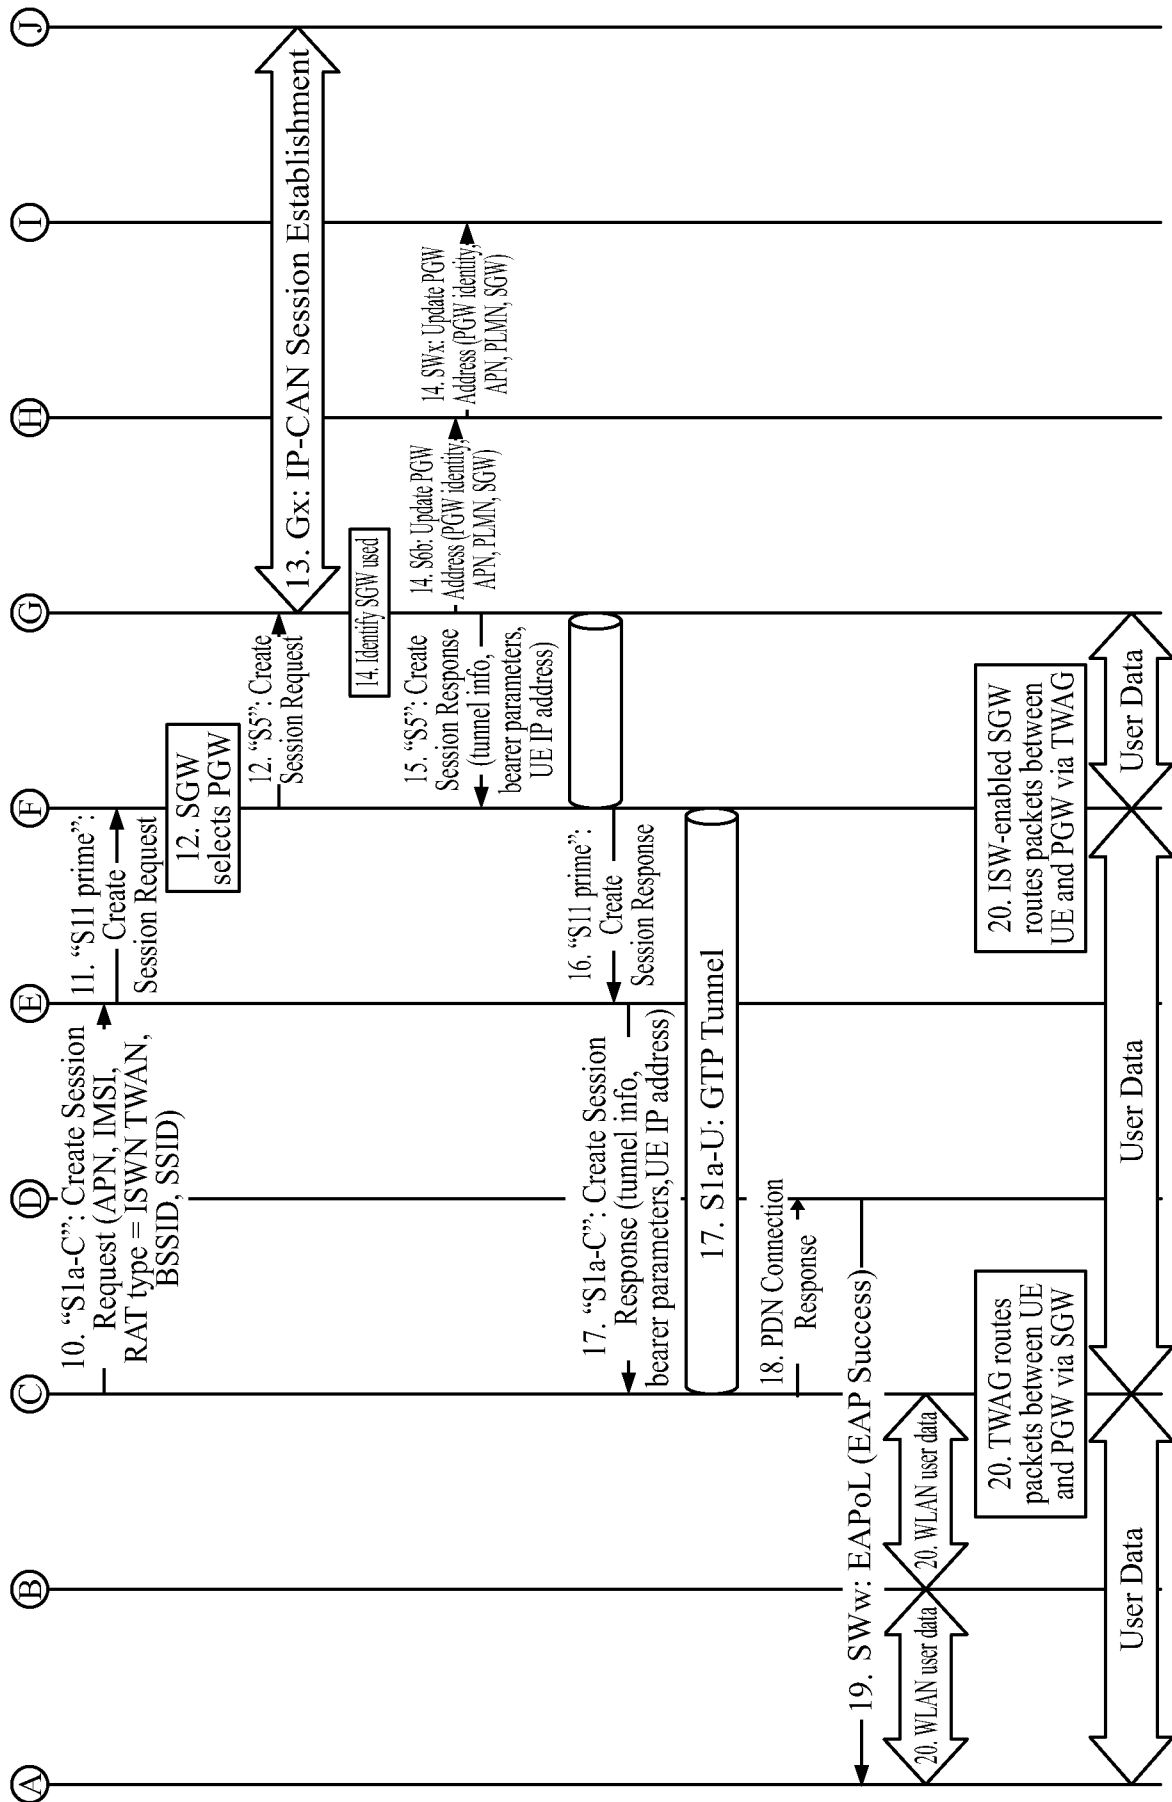 A
B
C
D
E
F
G
H
I
J
10. “S1a-C”: Create Session
Request (APN, IMSI,
RAT type = ISWN TWAN,
BSSID, SSID)
11. “S11 prime”:
Create
Session Request
12. SGW
selects PGW
12. “S5”: Create
Session Request
13. Gx: IP-CAN Session Establishment
14. Identify SGW used
14. S6b: Update PGW
Address (PGW identity,
APN, PLMN, SGW)
14. SWx: Update PGW
Address (PGW identity,
APN, PLMN, SGW)
15. “S5”: Create
Session Response
(tunnel info,
bearer parameters,
UE IP address)
16. “S11 prime”:
Create
Session Response
17. “S1a-C”: Create Session
Response (tunnel info,
bearer parameters,UE IP address)
17. S1a-U: GTP Tunnel
18. PDN Connection
Response
19. SWw: EAPoL (EAP Success)
20. WLAN user data
20. WLAN user data
20. TWAG routes
packets between UE
and PGW via SGW
20. ISW-enabled SGW
routes packets between
UE and PGW via TWAG
User Data
User Data
User Data